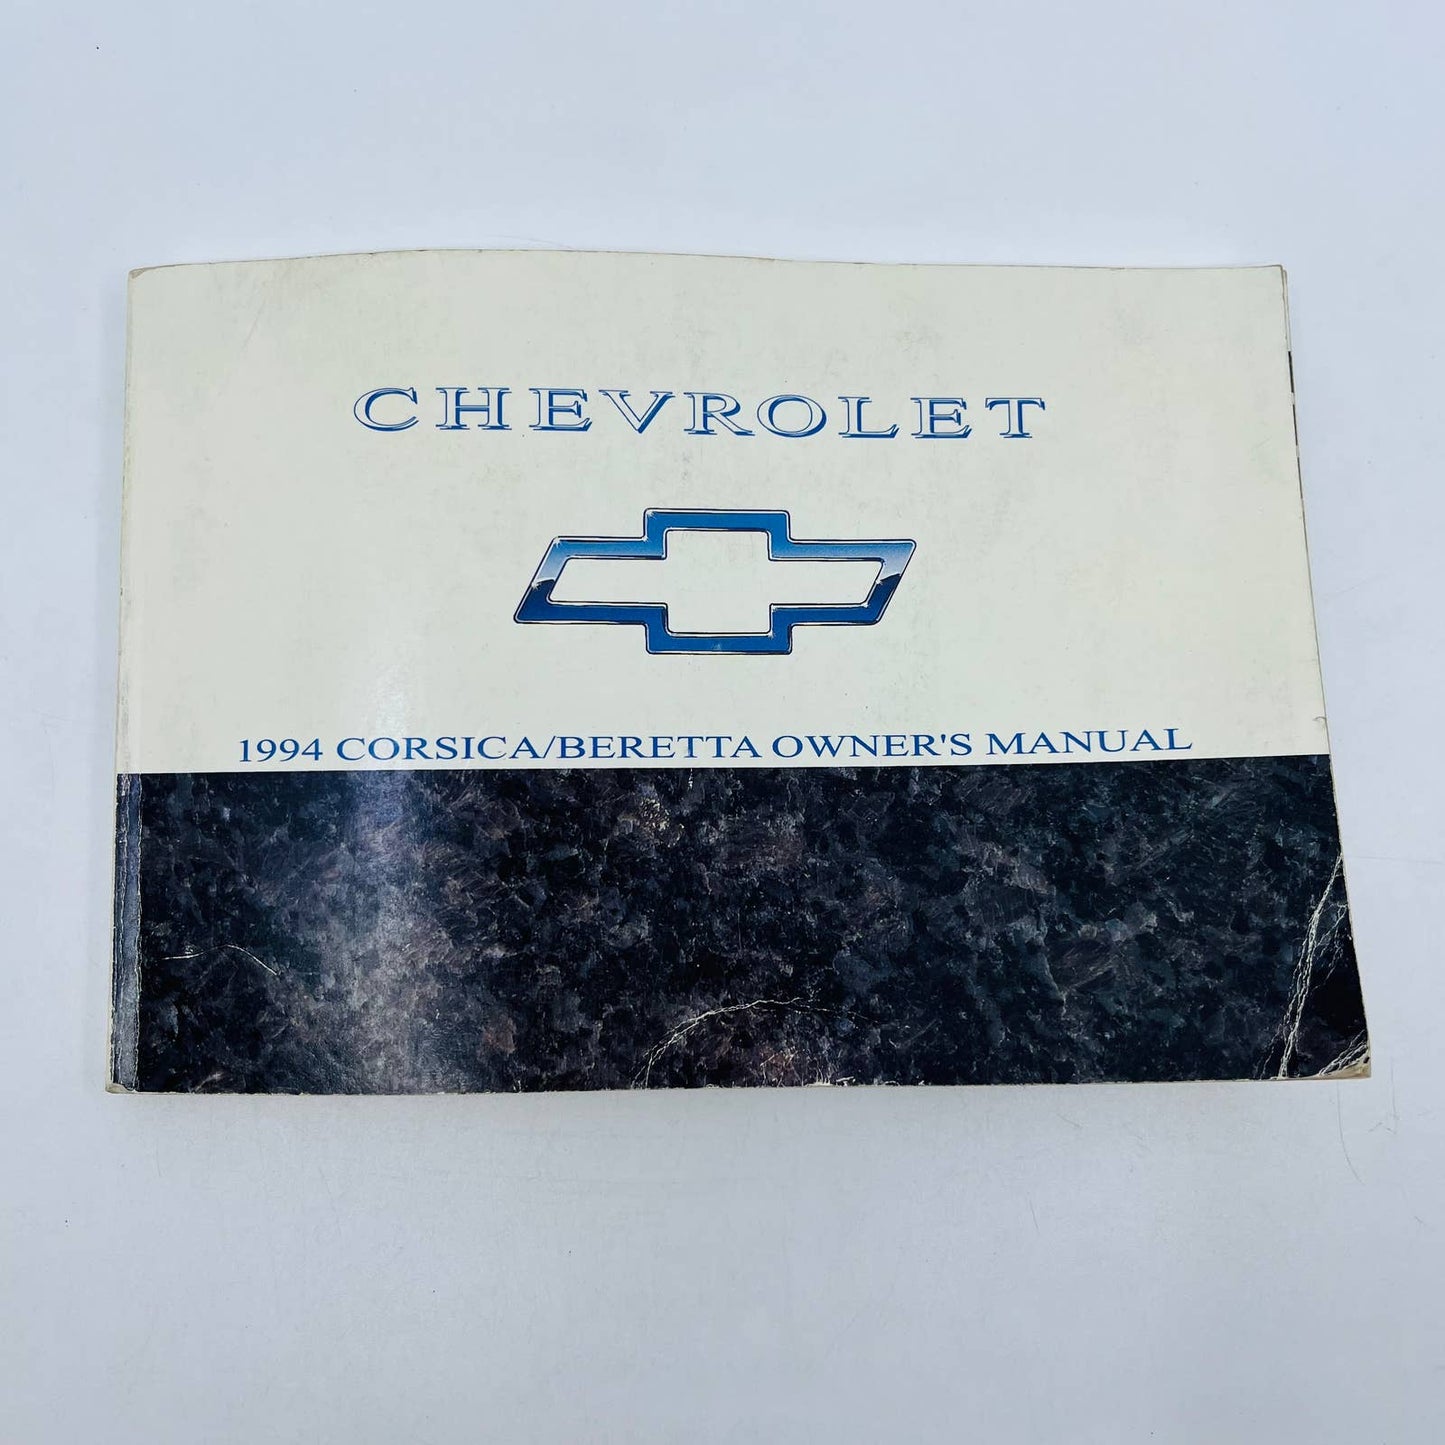 CHEVROLET
1994 CORSICA/BERETTA OWNER'S MANUAL